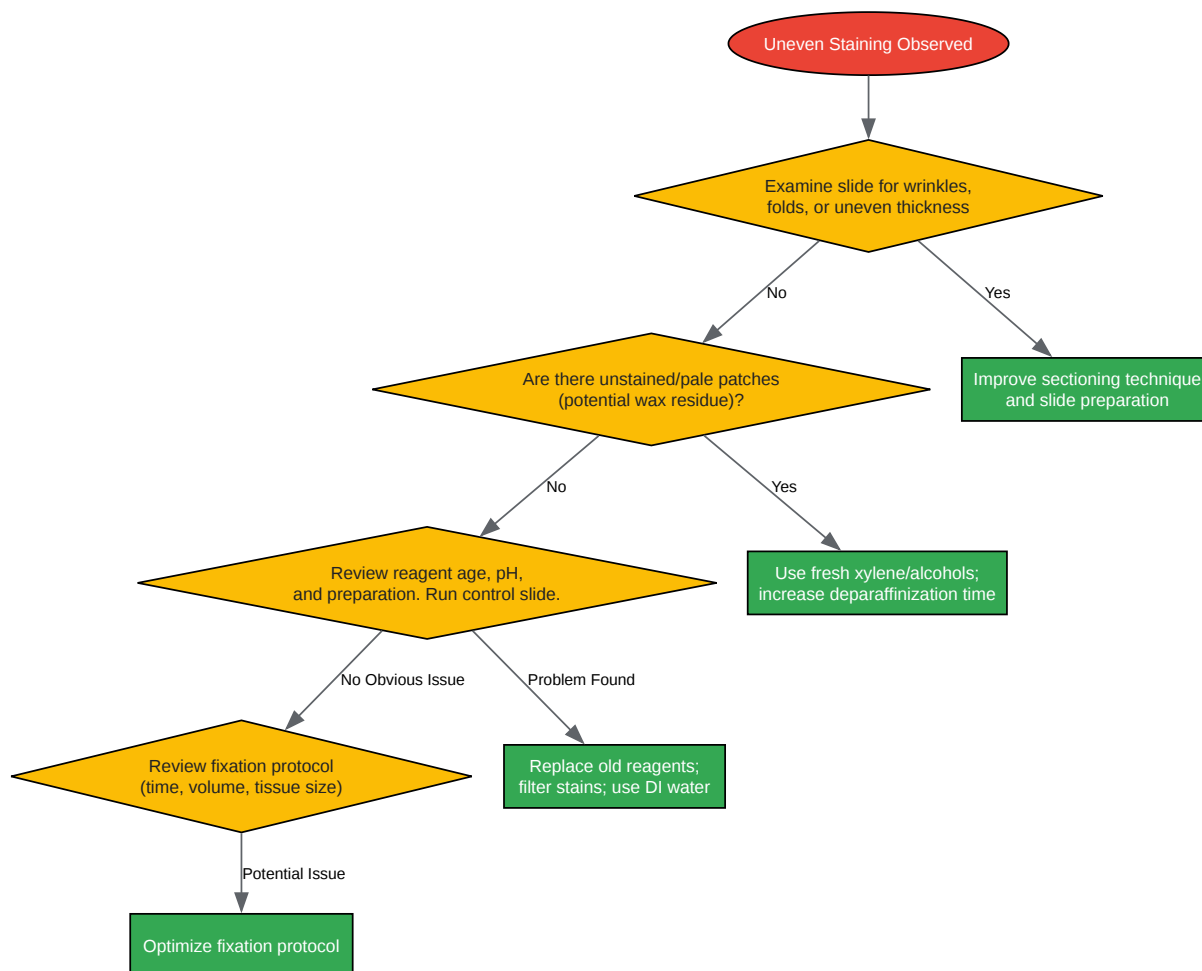 Uneven Staining Observed
Examine slide for wrinkles,
folds, or uneven thickness
No
Yes
Are there unstained/pale patches
(potential wax residue)?
Improve sectioning technique
and slide preparation
No
Yes
Review reagent age, pH,
and preparation. Run control slide.
Use fresh xylene/alcohols;
increase deparaffinization time
No Obvious Issue
Problem Found
Review fixation protocol
(time, volume, tissue size)
Replace old reagents;
filter stains; use DI water
Potential Issue
Optimize fixation protocol